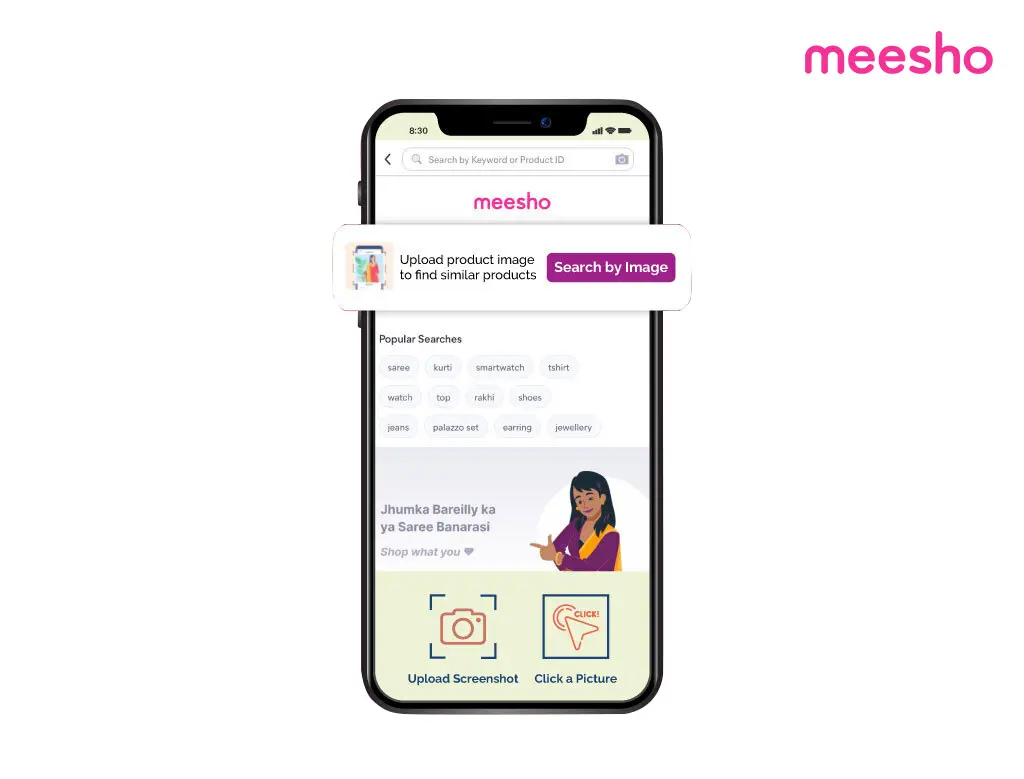 meesho
8:30
Search by Keyword or Product ID
meesho
Upload product image
to find similar products
Search by Image
Popular Searches
saree kurti smartwatch tshirt
watch top rakhi shoes
jeans palazzo set earring jewellery
Jhumka Bareilly ka
ya Saree Banarasi
Shop what you
CLICK!
Upload Screenshot Click a Picture